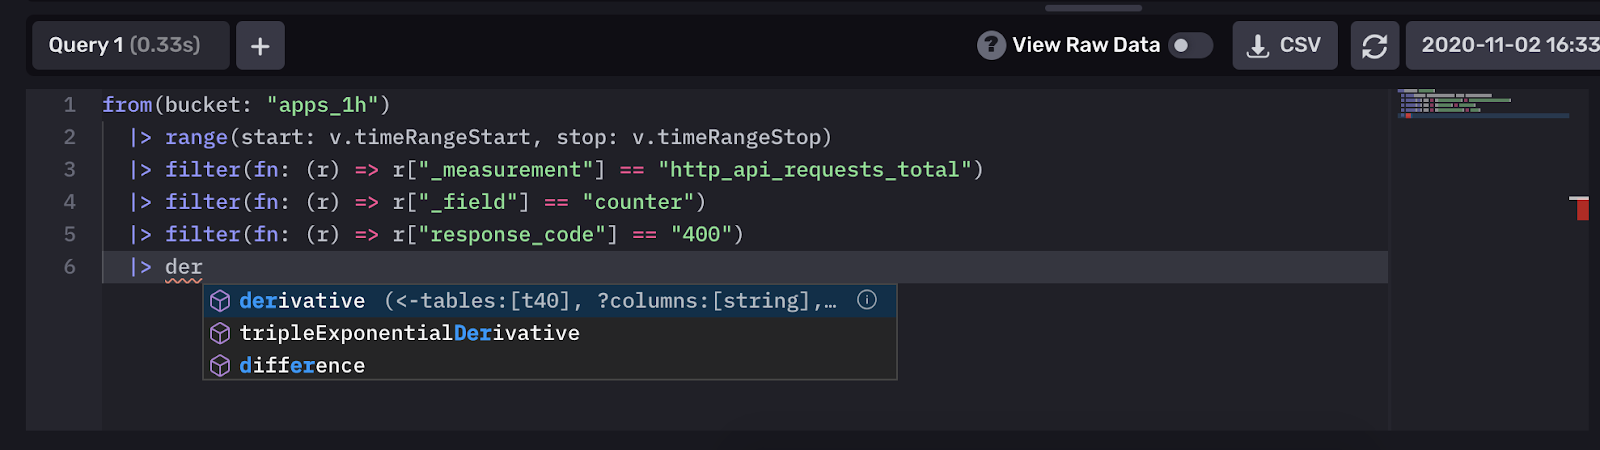 Query 1 (0.33s)
+
? View Raw Data
CSV
2020-11-02 16:33
1 from(bucket: "apps_1h")
2 |> range(start: v.timeRangeStart, stop: v.timeRangeStop)
3 |> filter(fn: (r) => r["_measurement"] == "http_api_requests_total")
4 |> filter(fn: (r) => r["_field"] == "counter")
5 |> filter(fn: (r) => r["response_code"] == "400")
6 |> der
derivative (<-tables:[t40], ?columns:[string],…
tripleExponentialDerivative
difference